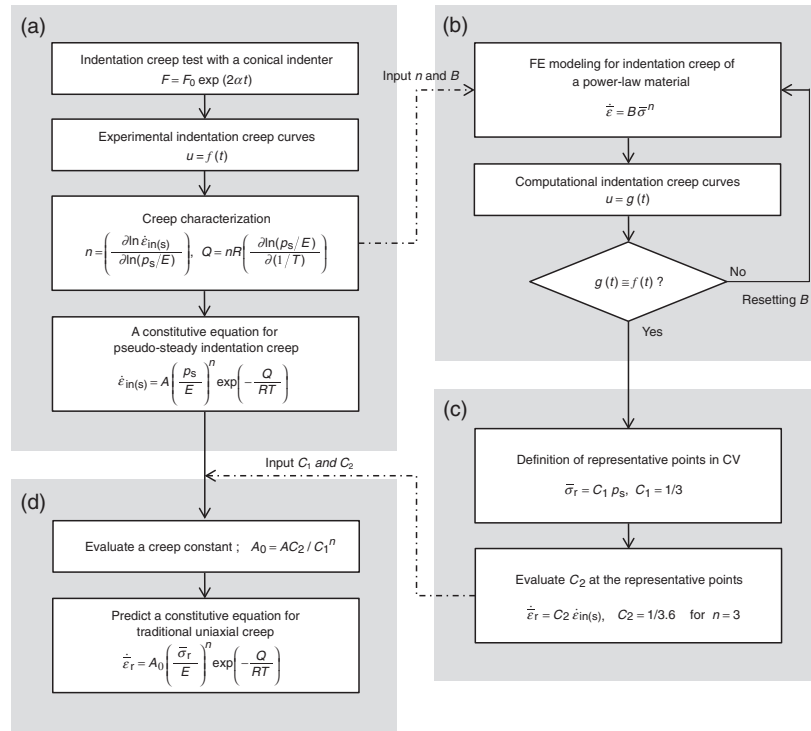 (a)
Indentation creep test with a conical indenter
F = F₀ exp (2αt)
Experimental indentation creep curves
u = f (t)
Creep characterization
n = (∂ln ε̇in(s) / ∂ln(ps/E)), Q = nR (∂ln(ps/E) / ∂(1/T))
A constitutive equation for
pseudo-steady indentation creep
ε̇in(s) = A (ps / E)ⁿ exp(−Q / RT)
Input n and B
(b)
FE modeling for indentation creep of
a power-law material
ε̄̇ = Bσ̄ⁿ
Computational indentation creep curves
u = g (t)
g (t) ≡ f (t) ?
No
Resetting B
Yes
(c)
Definition of representative points in CV
σ̄r = C₁ ps, C₁ = 1/3
Evaluate C₂ at the representative points
ε̄̇r = C₂ ε̇in(s), C₂ = 1/3.6 for n = 3
Input C₁ and C₂
(d)
Evaluate a creep constant ; A₀ = AC₂ / C₁ⁿ
Predict a constitutive equation for
traditional uniaxial creep
ε̄̇r = A₀ (σ̄r / E)ⁿ exp(−Q / RT)